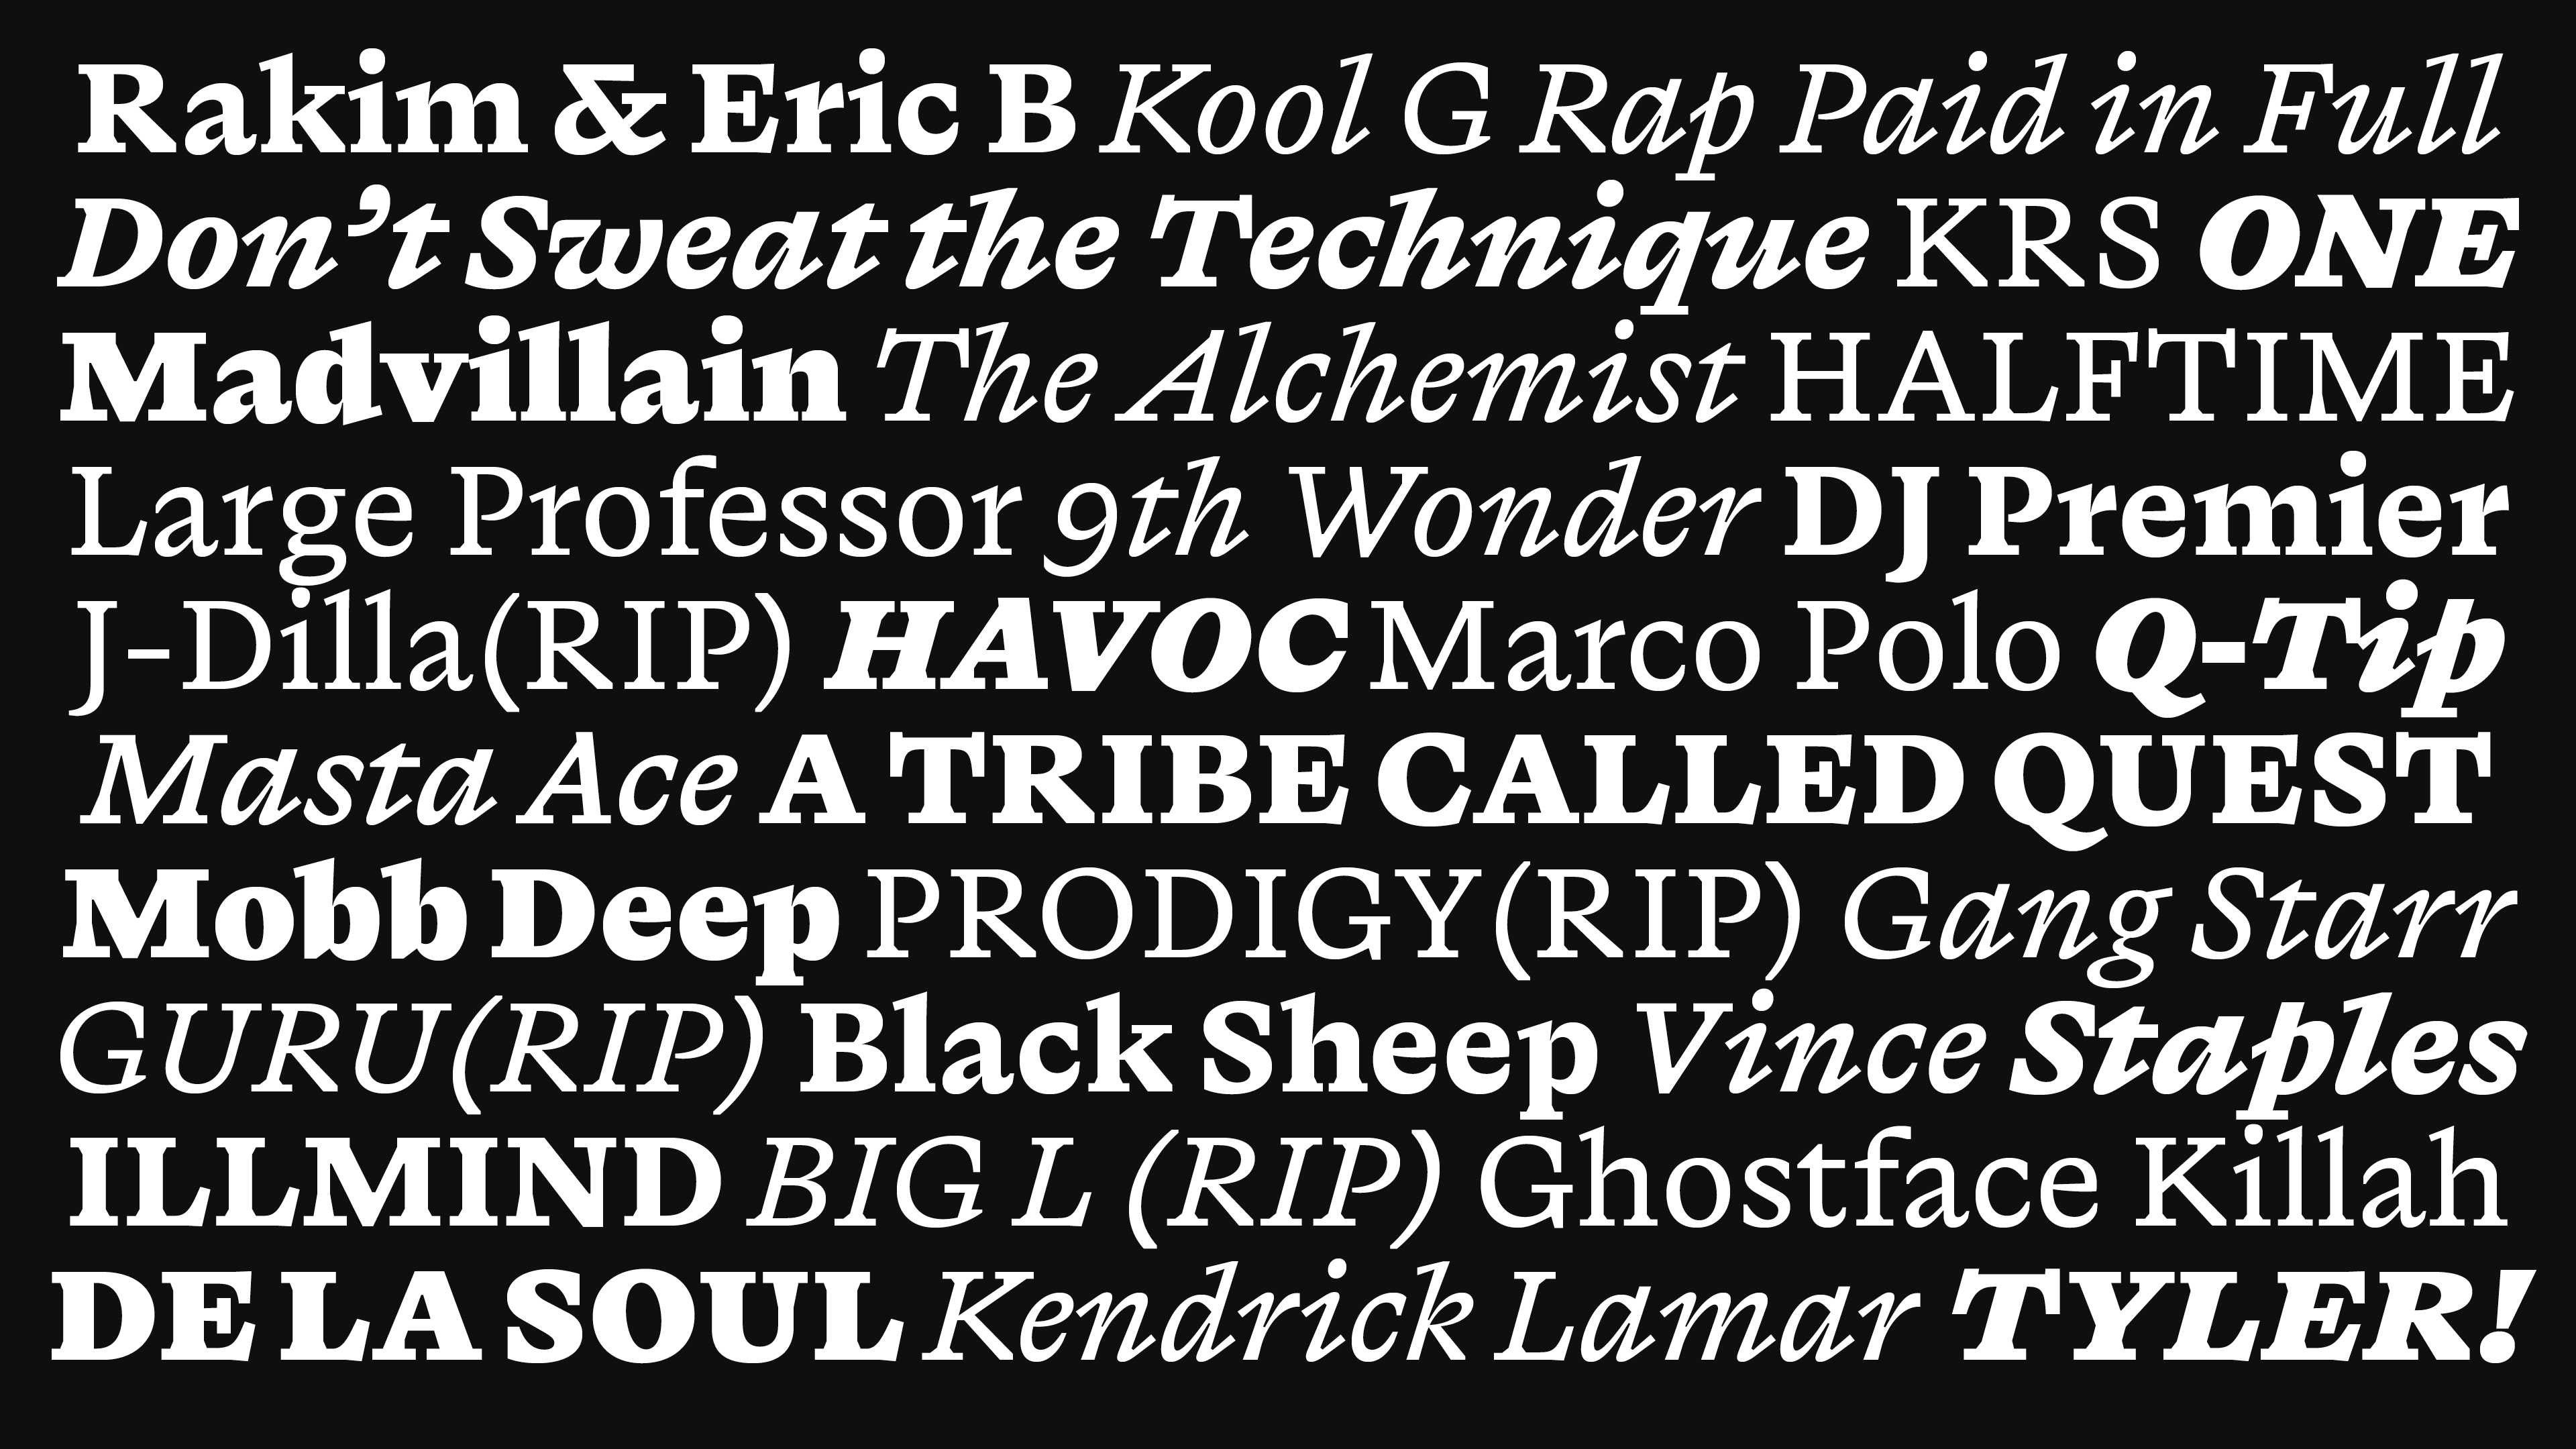 Rakim & Eric B Kool G Rap Paid in Full
Don’t Sweat the Technique KRS ONE
Madvillain The Alchemist HALFTIME
Large Professor 9th Wonder DJ Premier
J-Dilla(RIP) HAVOC Marco Polo Q-Tip
Masta Ace A TRIBE CALLED QUEST
Mobb Deep PRODIGY(RIP) Gang Starr
GURU(RIP) Black Sheep Vince Staples
ILLMIND BIG L (RIP) Ghostface Killah
DE LA SOUL Kendrick Lamar TYLER!